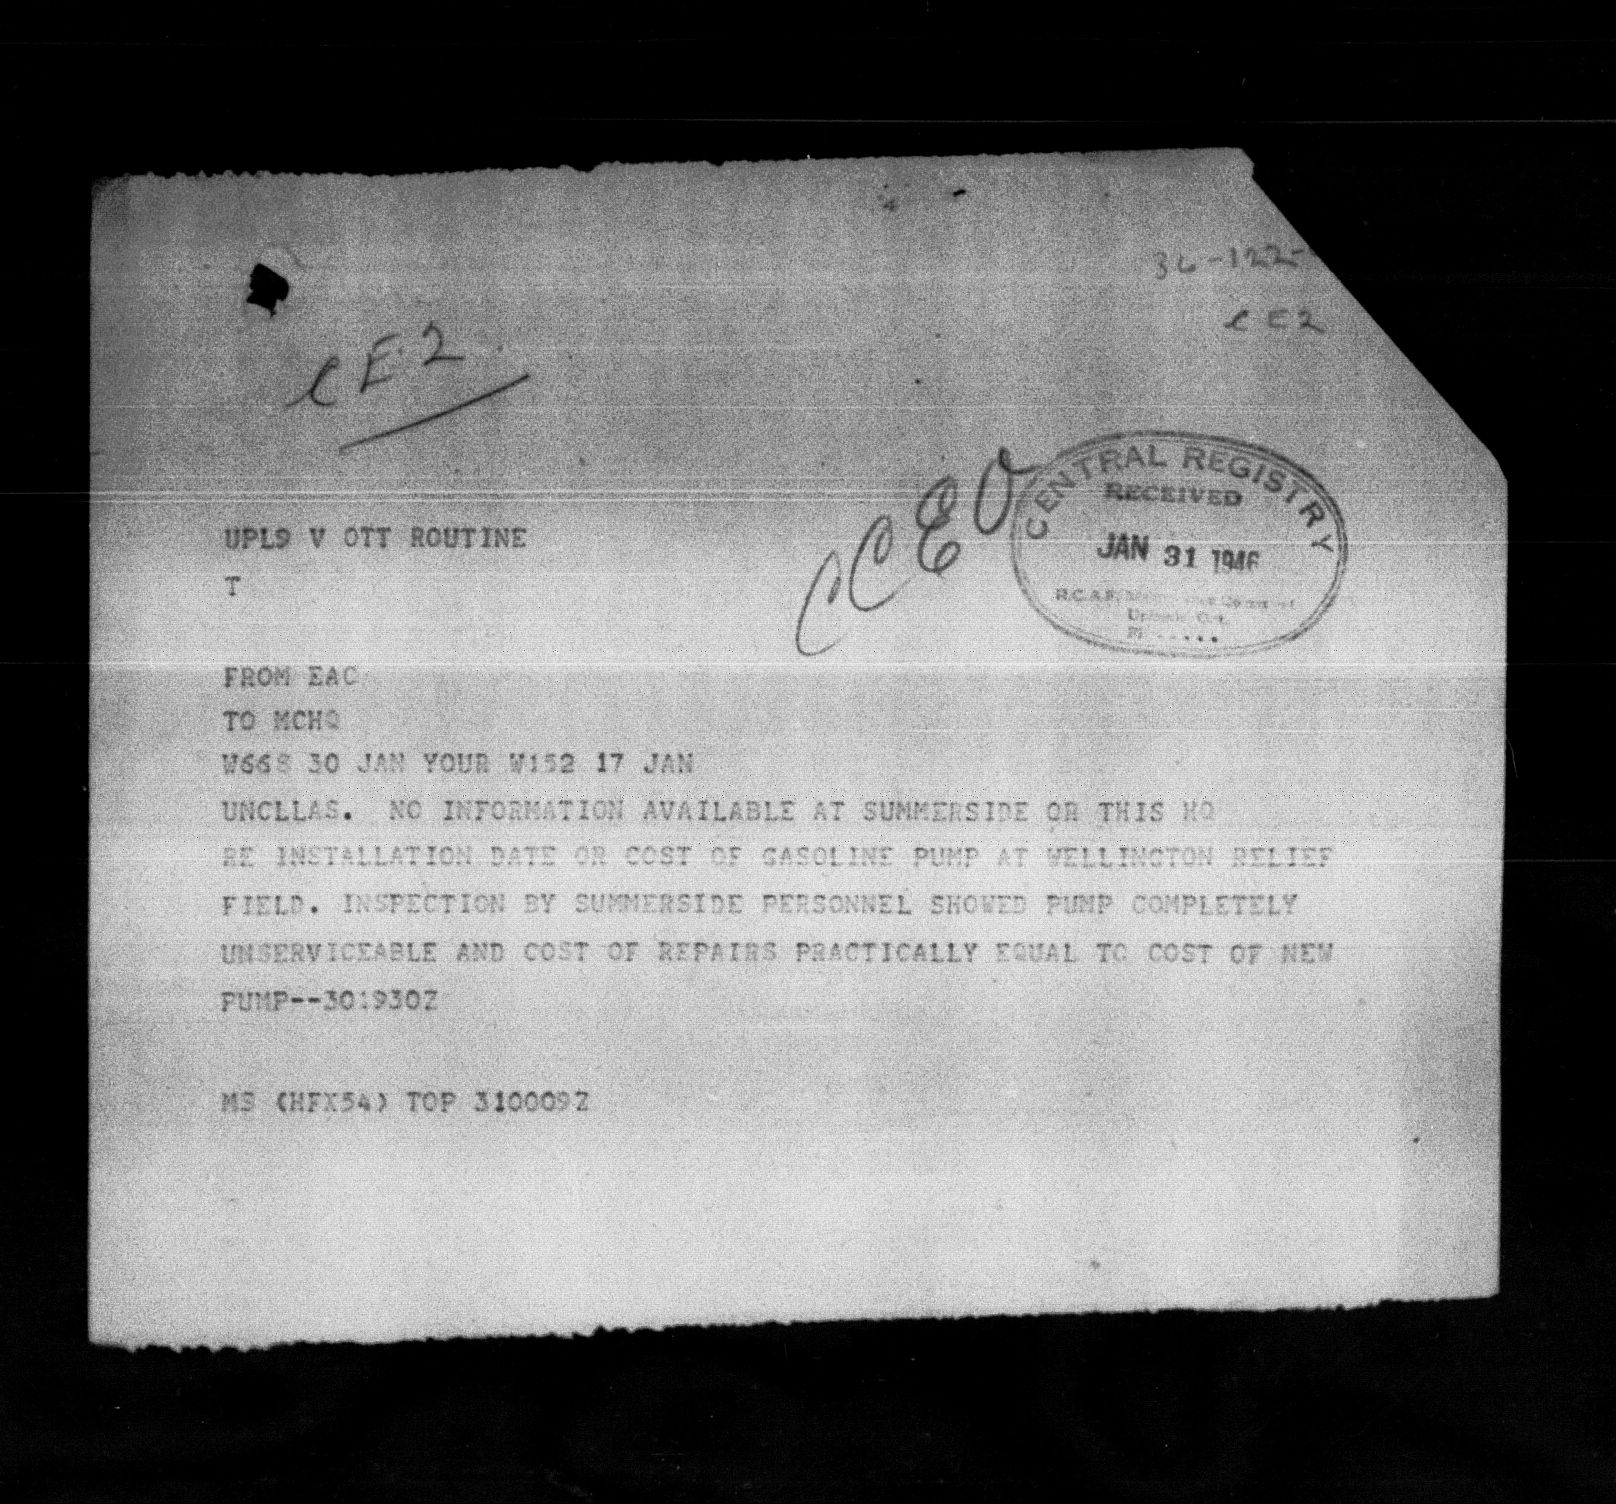 36-122-
CE2
CE.2
CCEO
CENTRAL REGISTRY
RECEIVED
JAN 31 1946
R.C.A.F.
UPL9 V OTT ROUTINE
T
FROM EAC
TO MCHQ
W668 30 JAN YOUR W152 17 JAN
UNCLLAS. NO INFORMATION AVAILABLE AT SUMMERSIDE OR THIS HQ
RE INSTALLATION DATE OR COST OF GASOLINE PUMP AT WELLINGTON RELIEF
FIELD. INSPECTION BY SUMMERSIDE PERSONNEL SHOWED PUMP COMPLETELY
UNSERVICEABLE AND COST OF REPAIRS PRACTICALLY EQUAL TO COST OF NEW
PUMP--301930Z
MS (HFX54) TOP 310009Z